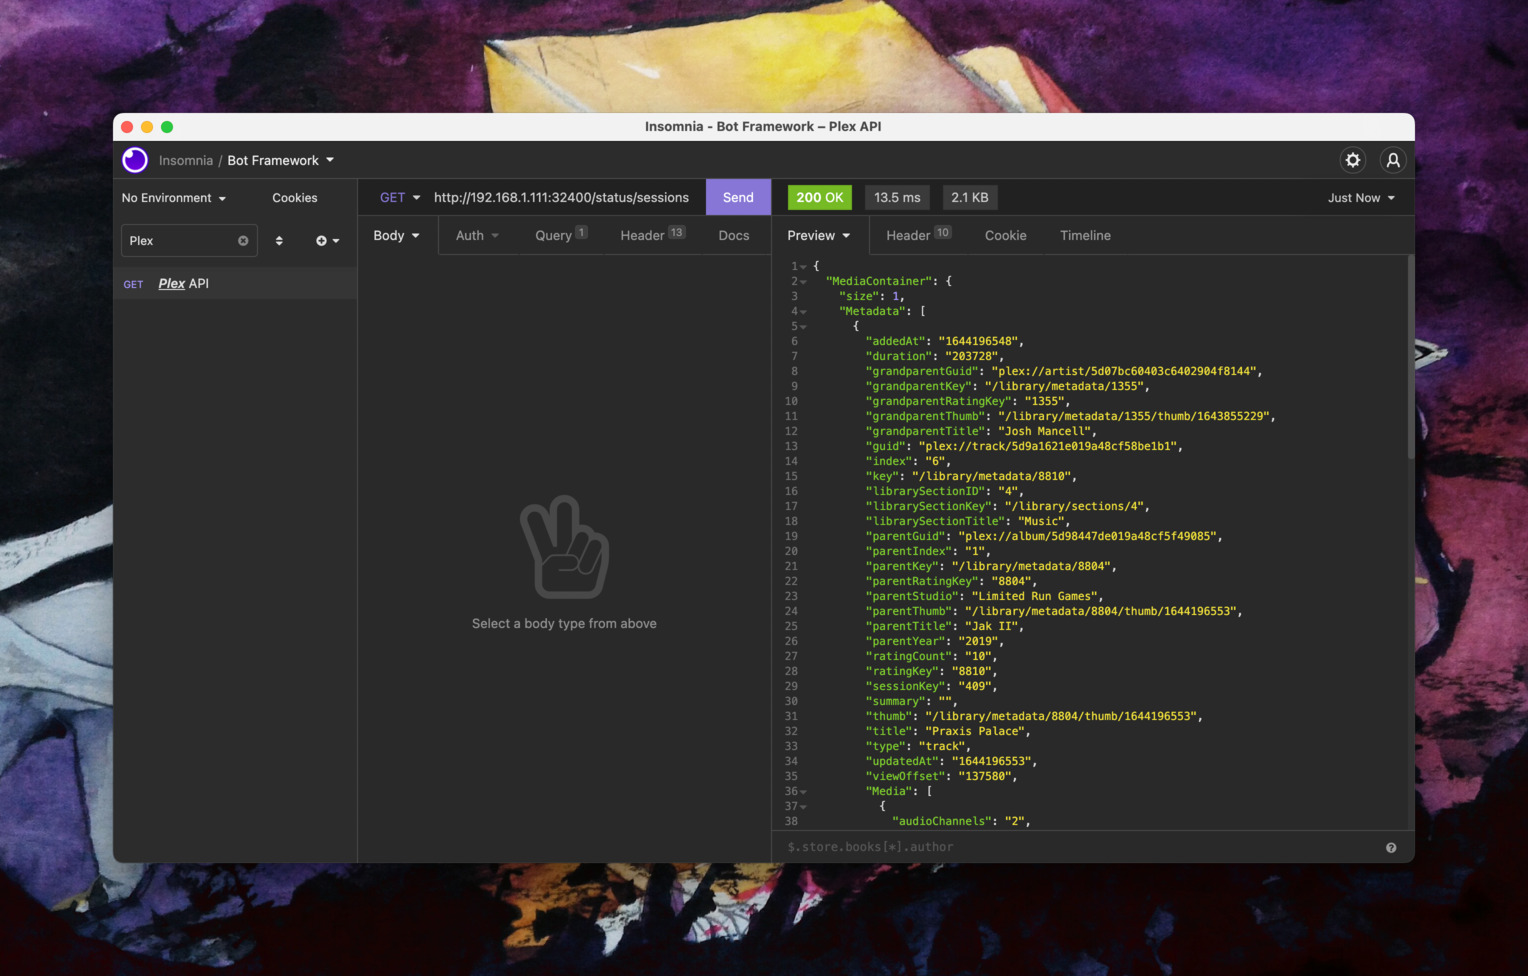 Insomnia - Bot Framework – Plex API
Insomnia / Bot Framework
No Environment
Cookies
GET
http://192.168.1.111:32400/status/sessions
Send
200 OK
13.5 ms
2.1 KB
Just Now
Plex
Body
Auth
Query 1
Header 13
Docs
Preview
Header 10
Cookie
Timeline
GET Plex API
Select a body type from above
1 {
2 "MediaContainer": {
3 "size": 1,
4 "Metadata": [
5 {
6 "addedAt": "1644196548",
7 "duration": "203728",
8 "grandparentGuid": "plex://artist/5d07bc60403c6402904f8144",
9 "grandparentKey": "/library/metadata/1355",
10 "grandparentRatingKey": "1355",
11 "grandparentThumb": "/library/metadata/1355/thumb/1643855229",
12 "grandparentTitle": "Josh Mancell",
13 "guid": "plex://track/5d9a1621e019a48cf58be1b1",
14 "index": "6",
15 "key": "/library/metadata/8810",
16 "librarySectionID": "4",
17 "librarySectionKey": "/library/sections/4",
18 "librarySectionTitle": "Music",
19 "parentGuid": "plex://album/5d98447de019a48cf5f49085",
20 "parentIndex": "1",
21 "parentKey": "/library/metadata/8804",
22 "parentRatingKey": "8804",
23 "parentStudio": "Limited Run Games",
24 "parentThumb": "/library/metadata/8804/thumb/1644196553",
25 "parentTitle": "Jak II",
26 "parentYear": "2019",
27 "ratingCount": "10",
28 "ratingKey": "8810",
29 "sessionKey": "409",
30 "summary": "",
31 "thumb": "/library/metadata/8804/thumb/1644196553",
32 "title": "Praxis Palace",
33 "type": "track",
34 "updatedAt": "1644196553",
35 "viewOffset": "137580",
36 "Media": [
37 {
38 "audioChannels": "2",
$.store.books[*].author